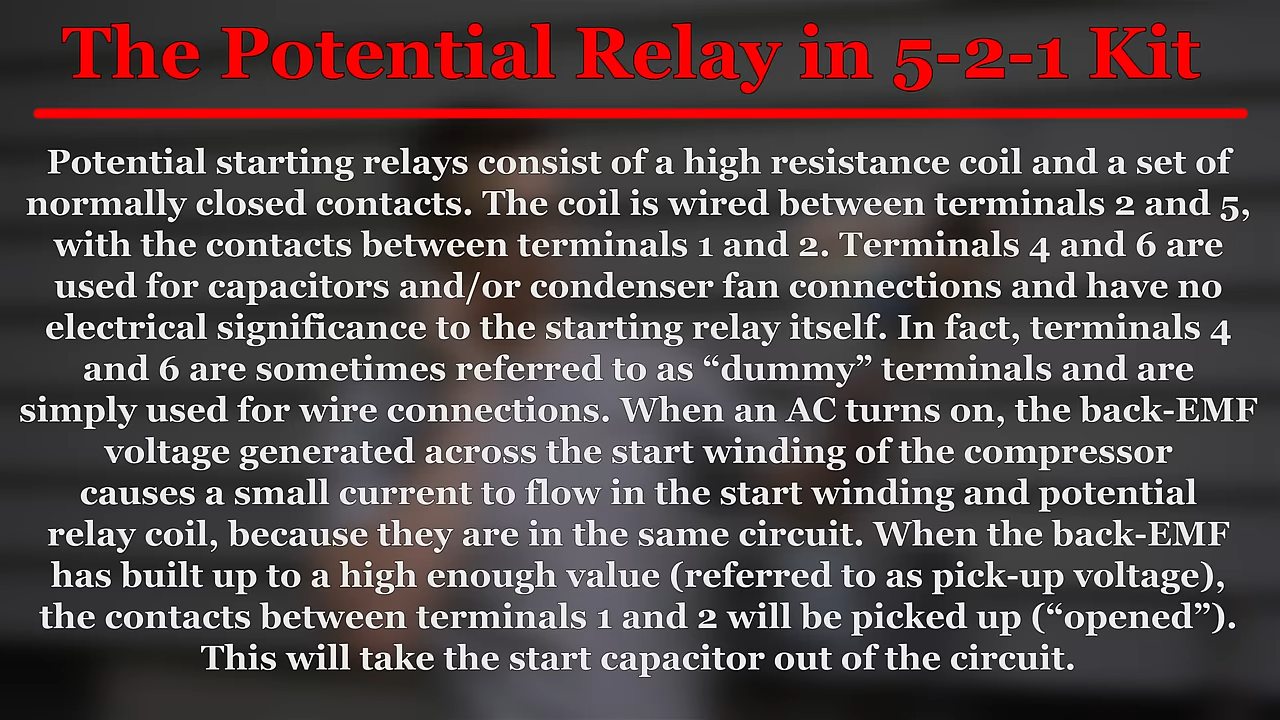 The Potential Relay in 5-2-1 Kit
Potential starting relays consist of a high resistance coil and a set of
normally closed contacts. The coil is wired between terminals 2 and 5,
with the contacts between terminals 1 and 2. Terminals 4 and 6 are
used for capacitors and/or condenser fan connections and have no
electrical significance to the starting relay itself. In fact, terminals 4
and 6 are sometimes referred to as “dummy” terminals and are
simply used for wire connections. When an AC turns on, the back-EMF
voltage generated across the start winding of the compressor
causes a small current to flow in the start winding and potential
relay coil, because they are in the same circuit. When the back-EMF
has built up to a high enough value (referred to as pick-up voltage),
the contacts between terminals 1 and 2 will be picked up (“opened”).
This will take the start capacitor out of the circuit.